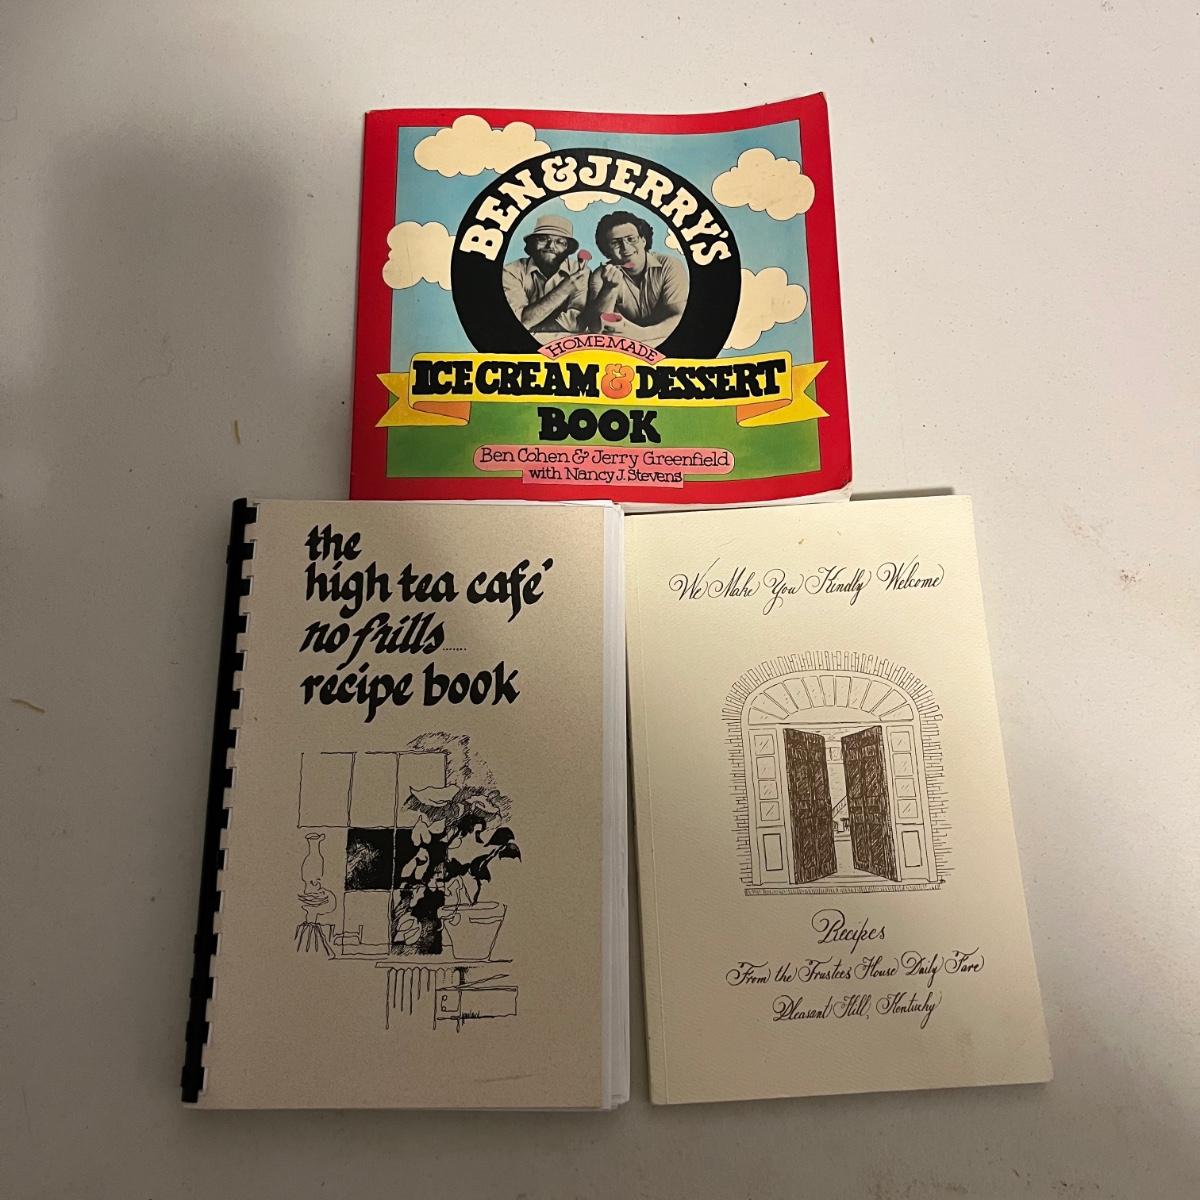 BEN & JERRY'S
HOMEMADE
ICE CREAM & DESSERT
BOOK
Ben Cohen & Jerry Greenfield
with Nancy J. Stevens
the
high tea café
no frills.......
recipe book
We Make You Kindly Welcome
Recipes
From the Trustees' House Daily Fare
Pleasant Hill, Kentucky